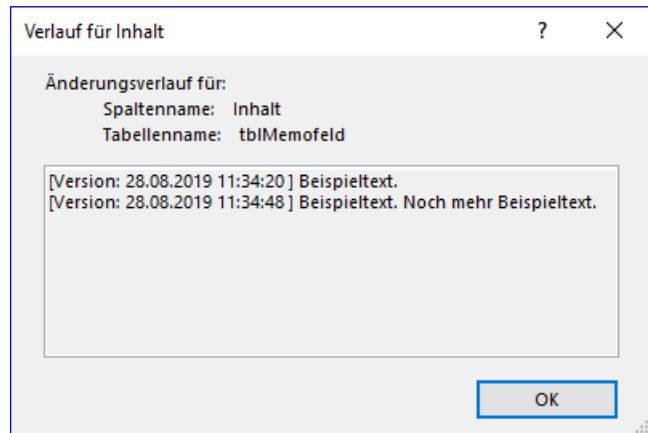 Verlauf für Inhalt ?
Änderungsverlauf für:
Spaltenname: Inhalt
Tabellenname: tblMemofeld
[Version: 28.08.2019 11:34:20 ] Beispieltext.
[Version: 28.08.2019 11:34:48 ] Beispieltext. Noch mehr Beispieltext.
OK